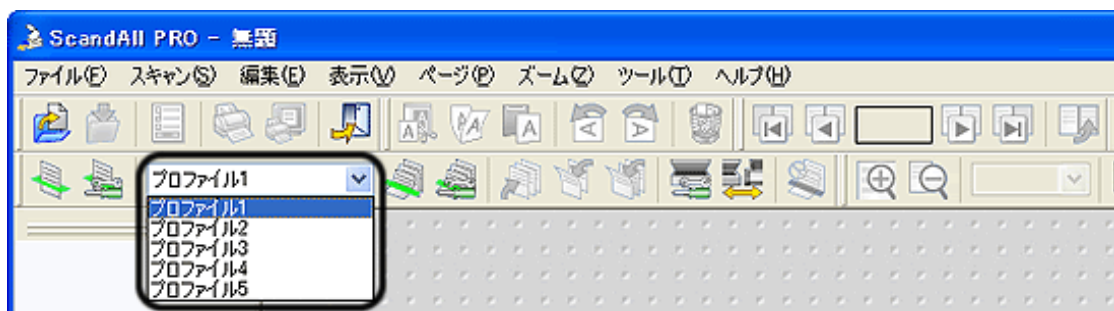 ScandAll PRO - 無題
ファイル(F) スキャン(S) 編集(E) 表示(V) ページ(P) ズーム(Z) ツール(T) ヘルプ(H)
プロファイル1
プロファイル1
プロファイル2
プロファイル3
プロファイル4
プロファイル5